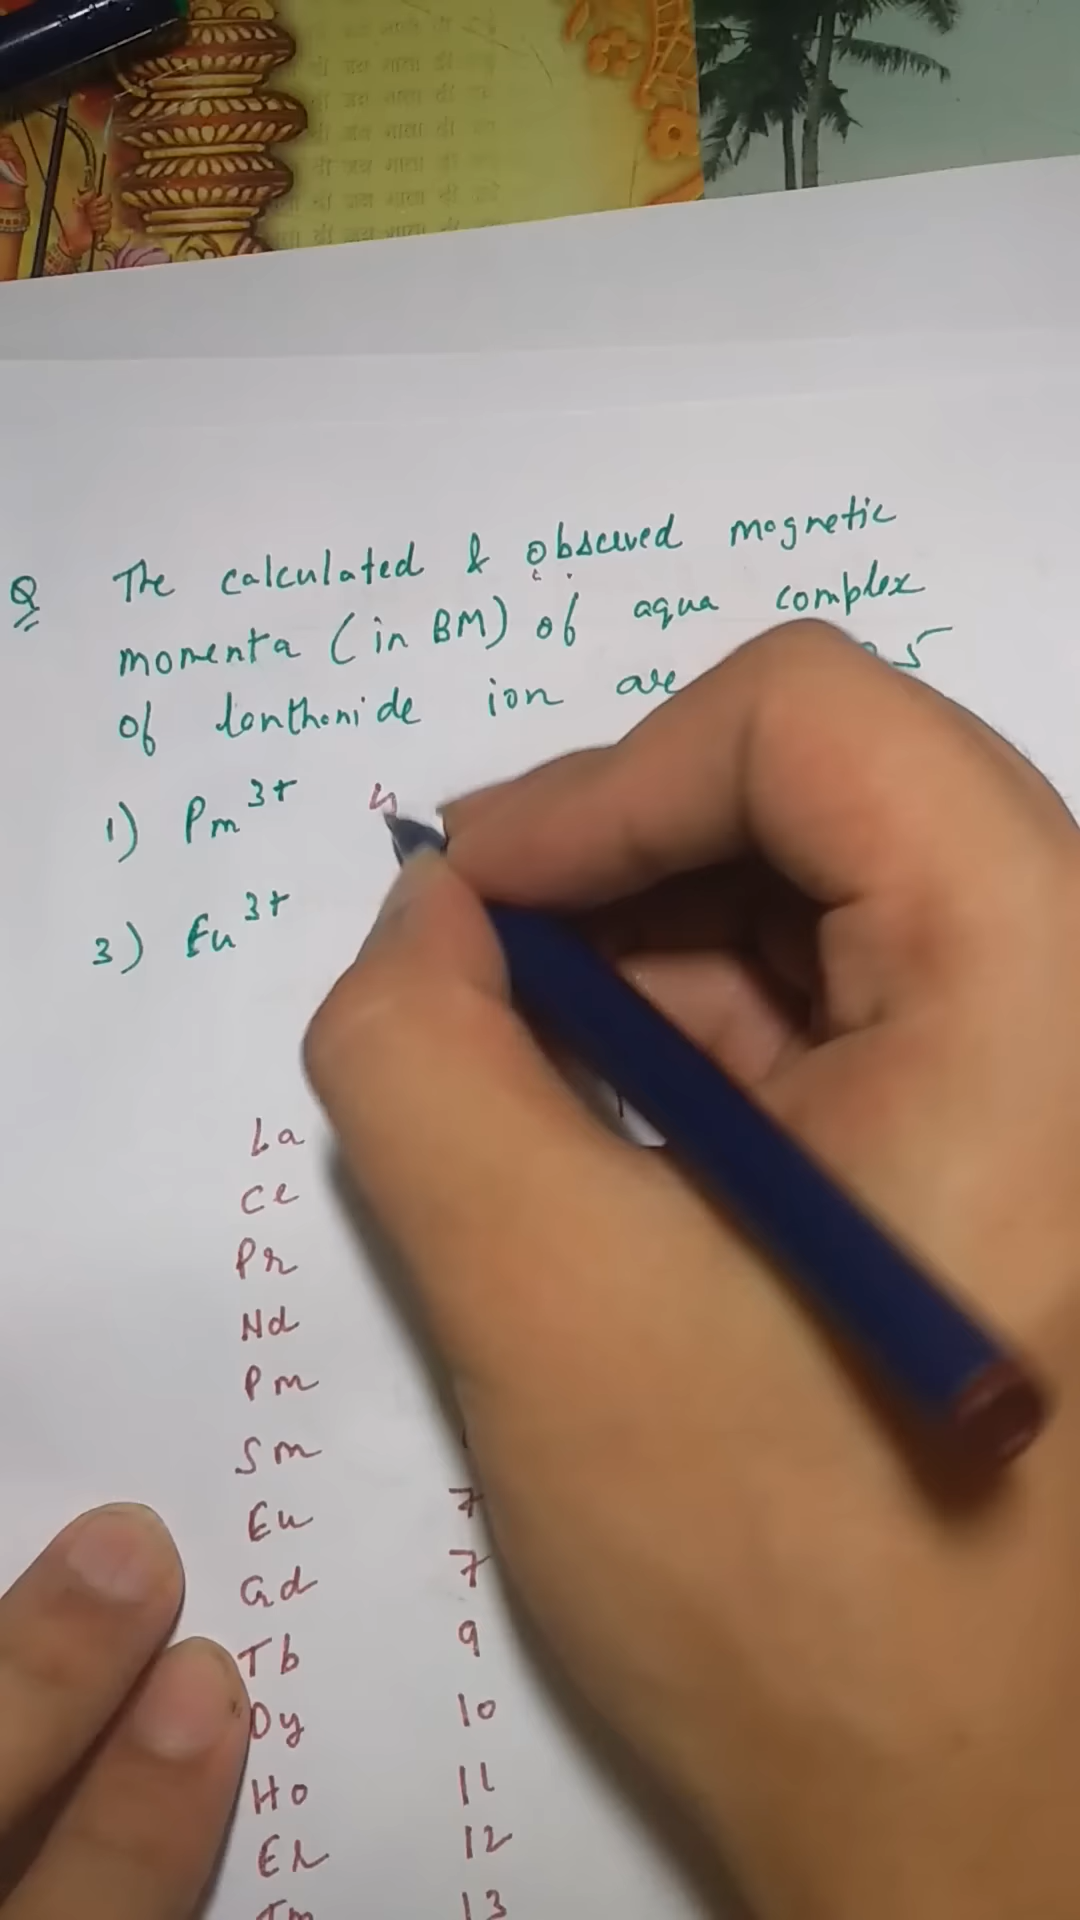 Q The calculated & observed magnetic
momenta (in BM) of aqua complex
of lanthanide ion are
1) Pm3+ 4
3) Eu3+
La
Ce
Pr
Nd
Pm
Sm
Eu 7
Gd 7
Tb 9
Dy 10
Ho 11
Er 12
Tm 13